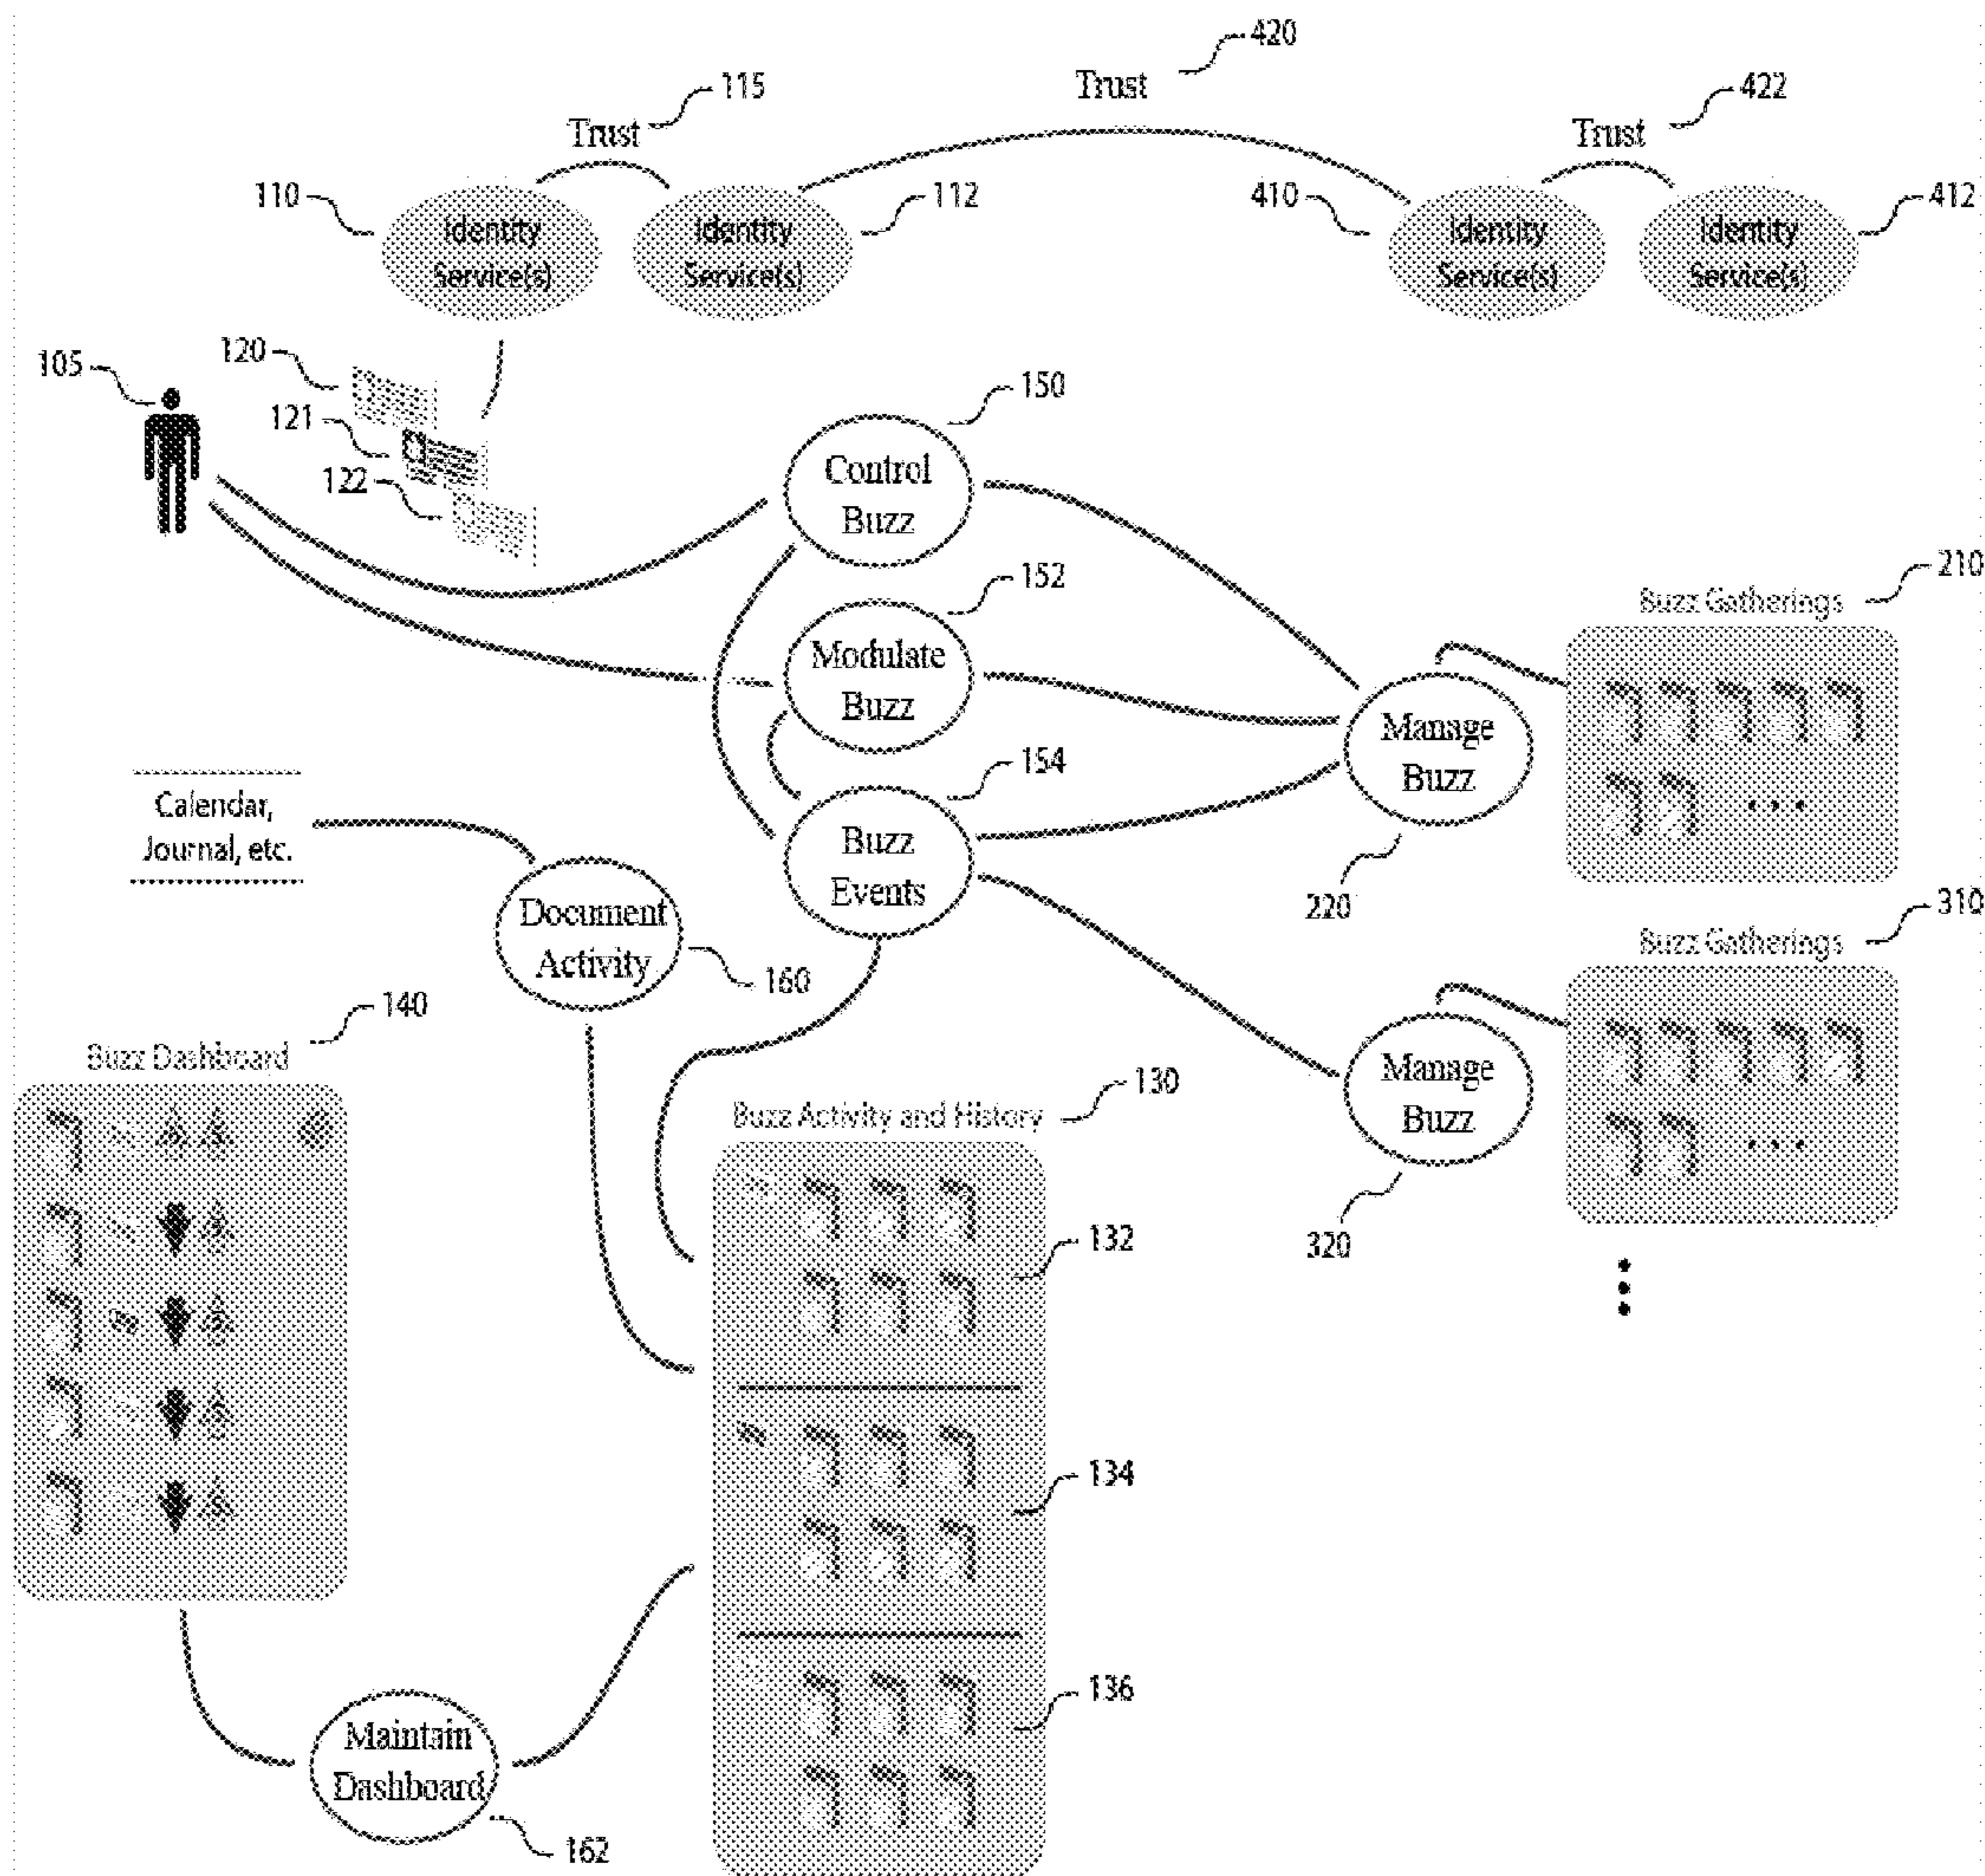 420
Trust
115
Trust
422
Trust
110
Identity
Service(s)
Identity
Service(s)
112
410
Identity
Service(s)
Identity
Service(s)
412
105
120
121
122
150
Control
Buzz
152
Modulate
Buzz
154
Buzz
Events
210
Buzz Gatherings
Manage
Buzz
220
Calendar,
Journal, etc.
Document
Activity
160
310
Buzz Gatherings
Manage
Buzz
320
140
Buzz Dashboard
130
Buzz Activity and History
132
134
136
Maintain
Dashboard
162